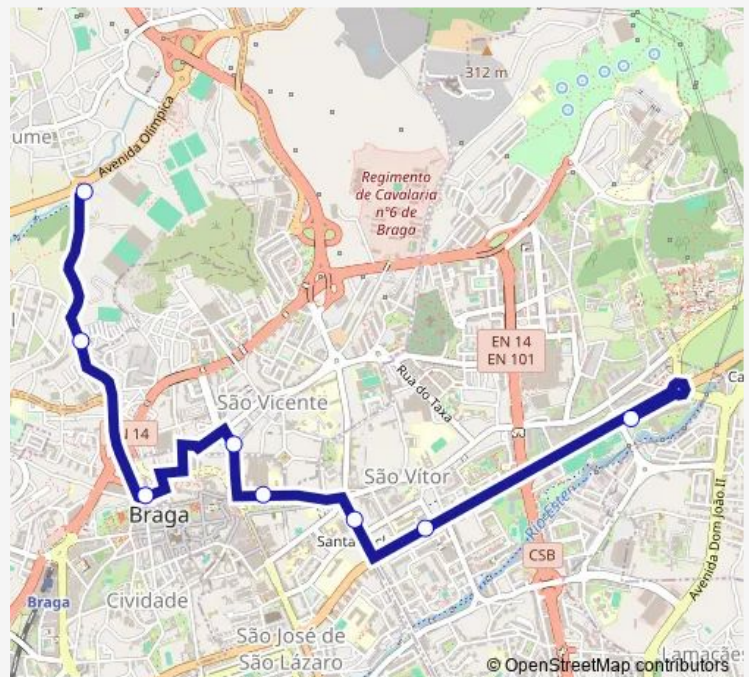 312 m
ume
Avenida Olímpica
Regimento
de Cavalaria
nº6 de
Braga
EN 14
EN 101
Rua do Taxa
Ca
São Vicente
N 14
São Vítor
Braga
Santa
Rio Este
CSB
Avenida Dom João II
Braga
Cividade
São José de
São Lázaro
Lamaçães
© OpenStreetMap contributors